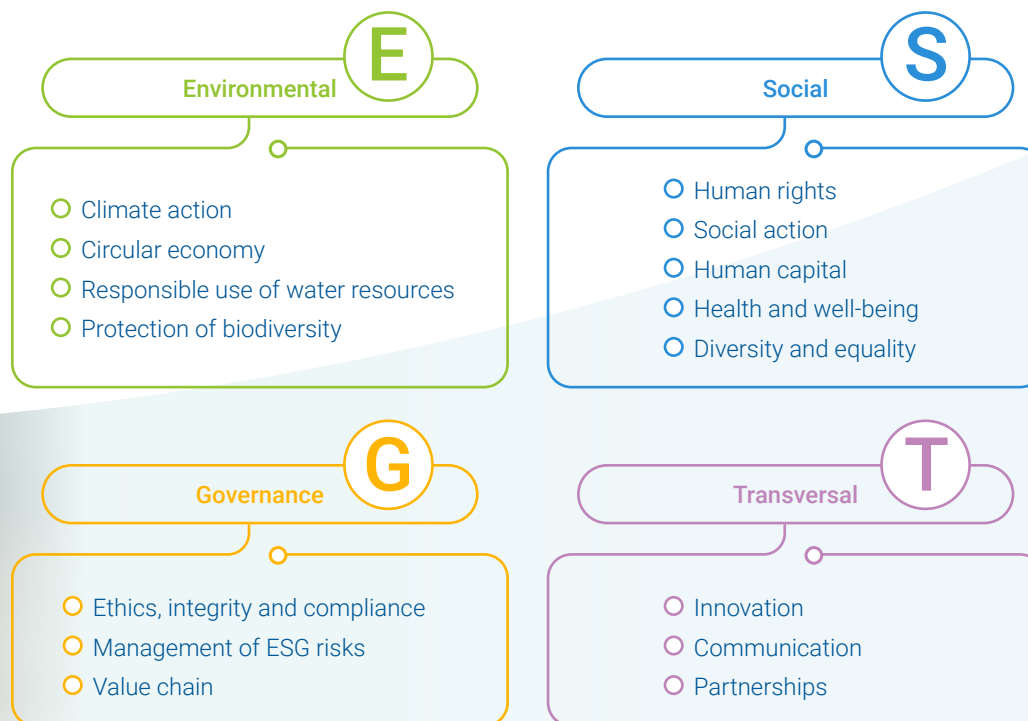 E
Environmental
Climate action
Circular economy
Responsible use of water resources
Protection of biodiversity
S
Social
Human rights
Social action
Human capital
Health and well-being
Diversity and equality
G
Governance
Ethics, integrity and compliance
Management of ESG risks
Value chain
T
Transversal
Innovation
Communication
Partnerships